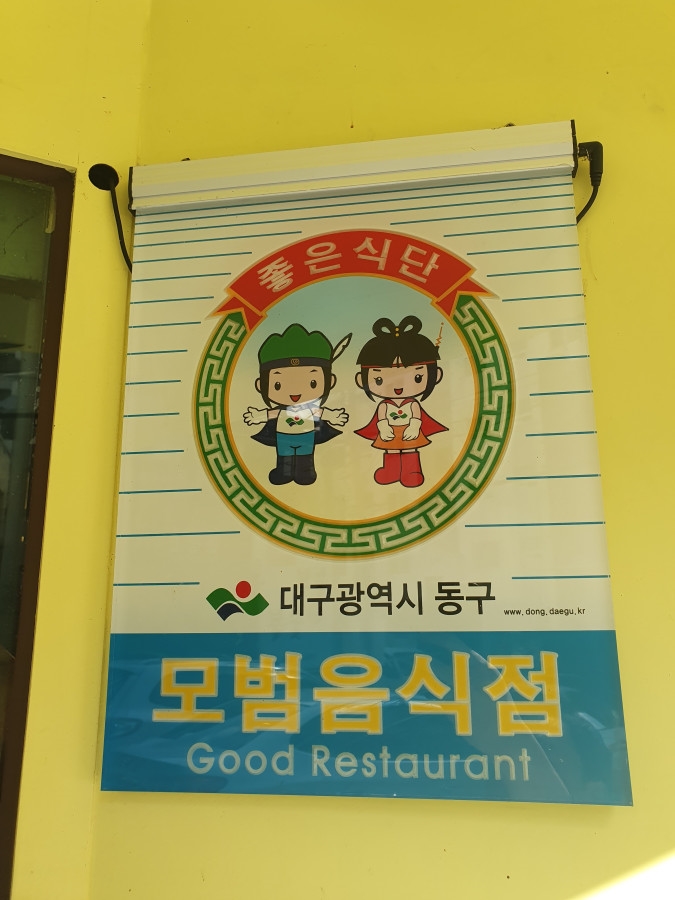 좋은식단
대구광역시 동구
www.dong.daegu.kr
모범음식점
Good Restaurant